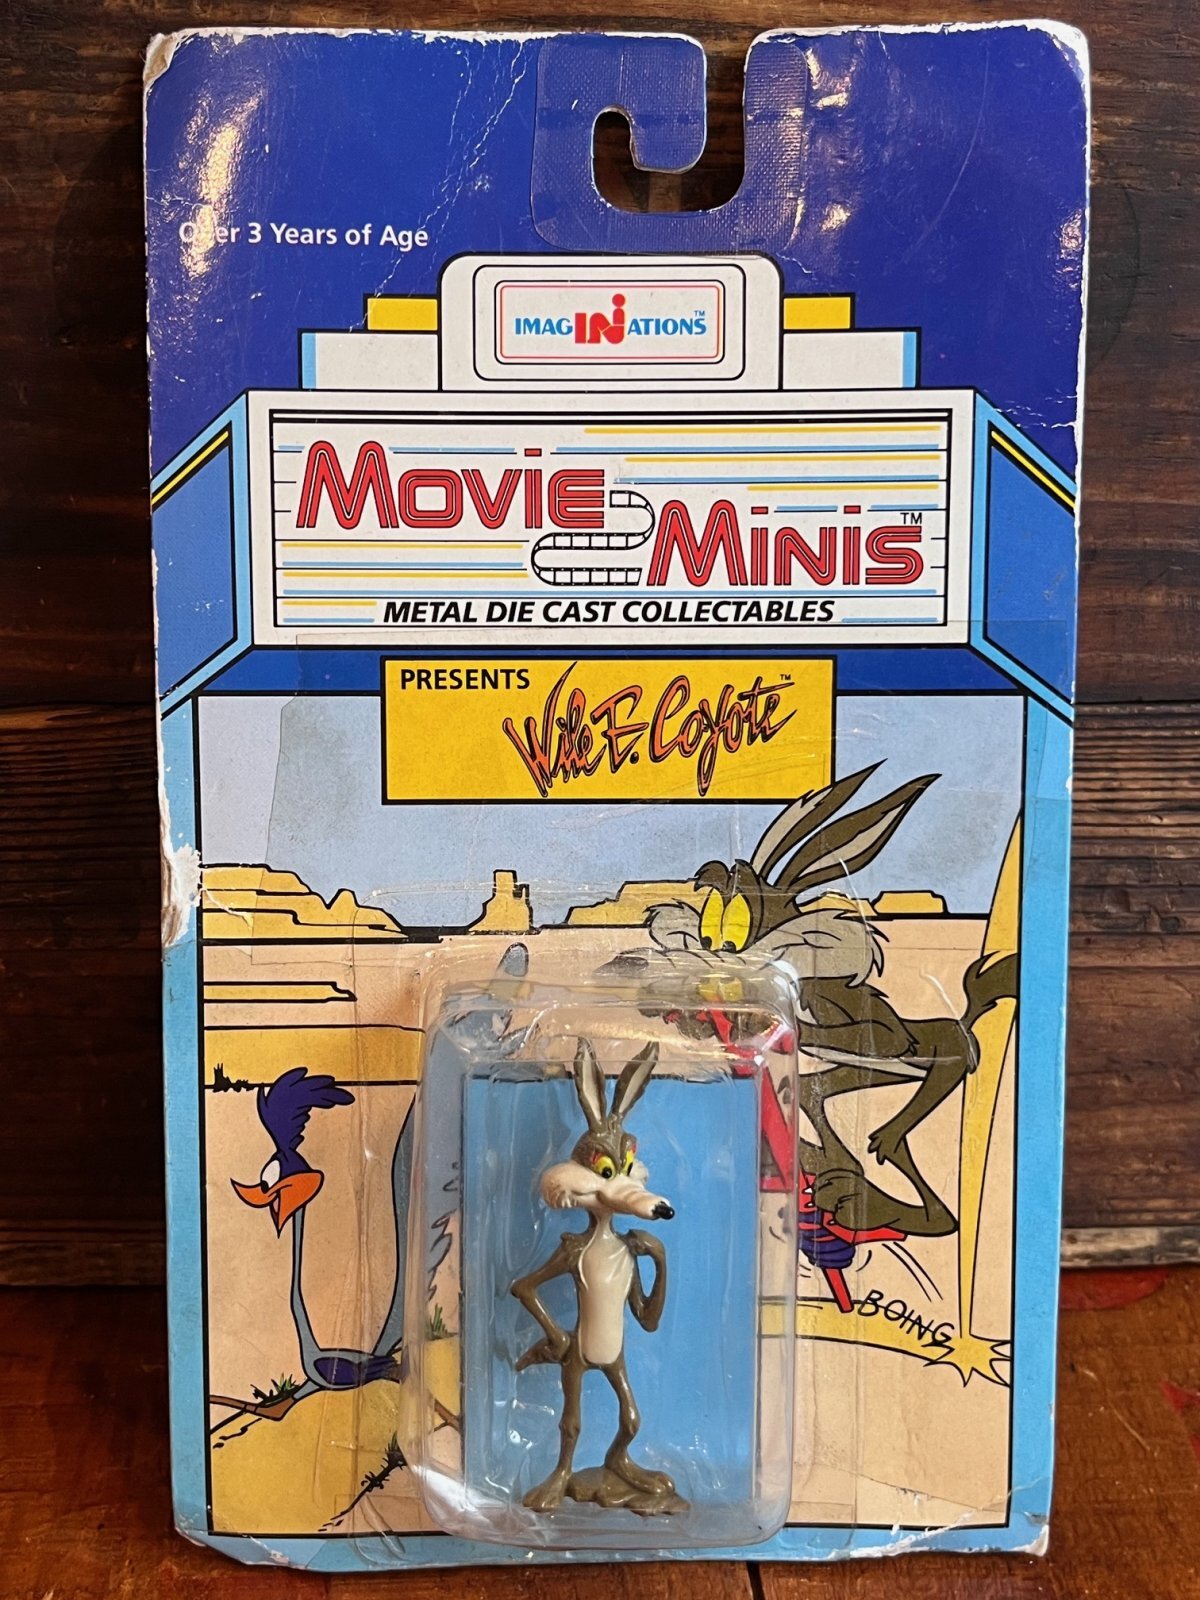 Over 3 Years of Age
IMAGINATIONS™
MOVIE
MINIS™
METAL DIE CAST COLLECTABLES
PRESENTS Wile E. Coyote™
BOING